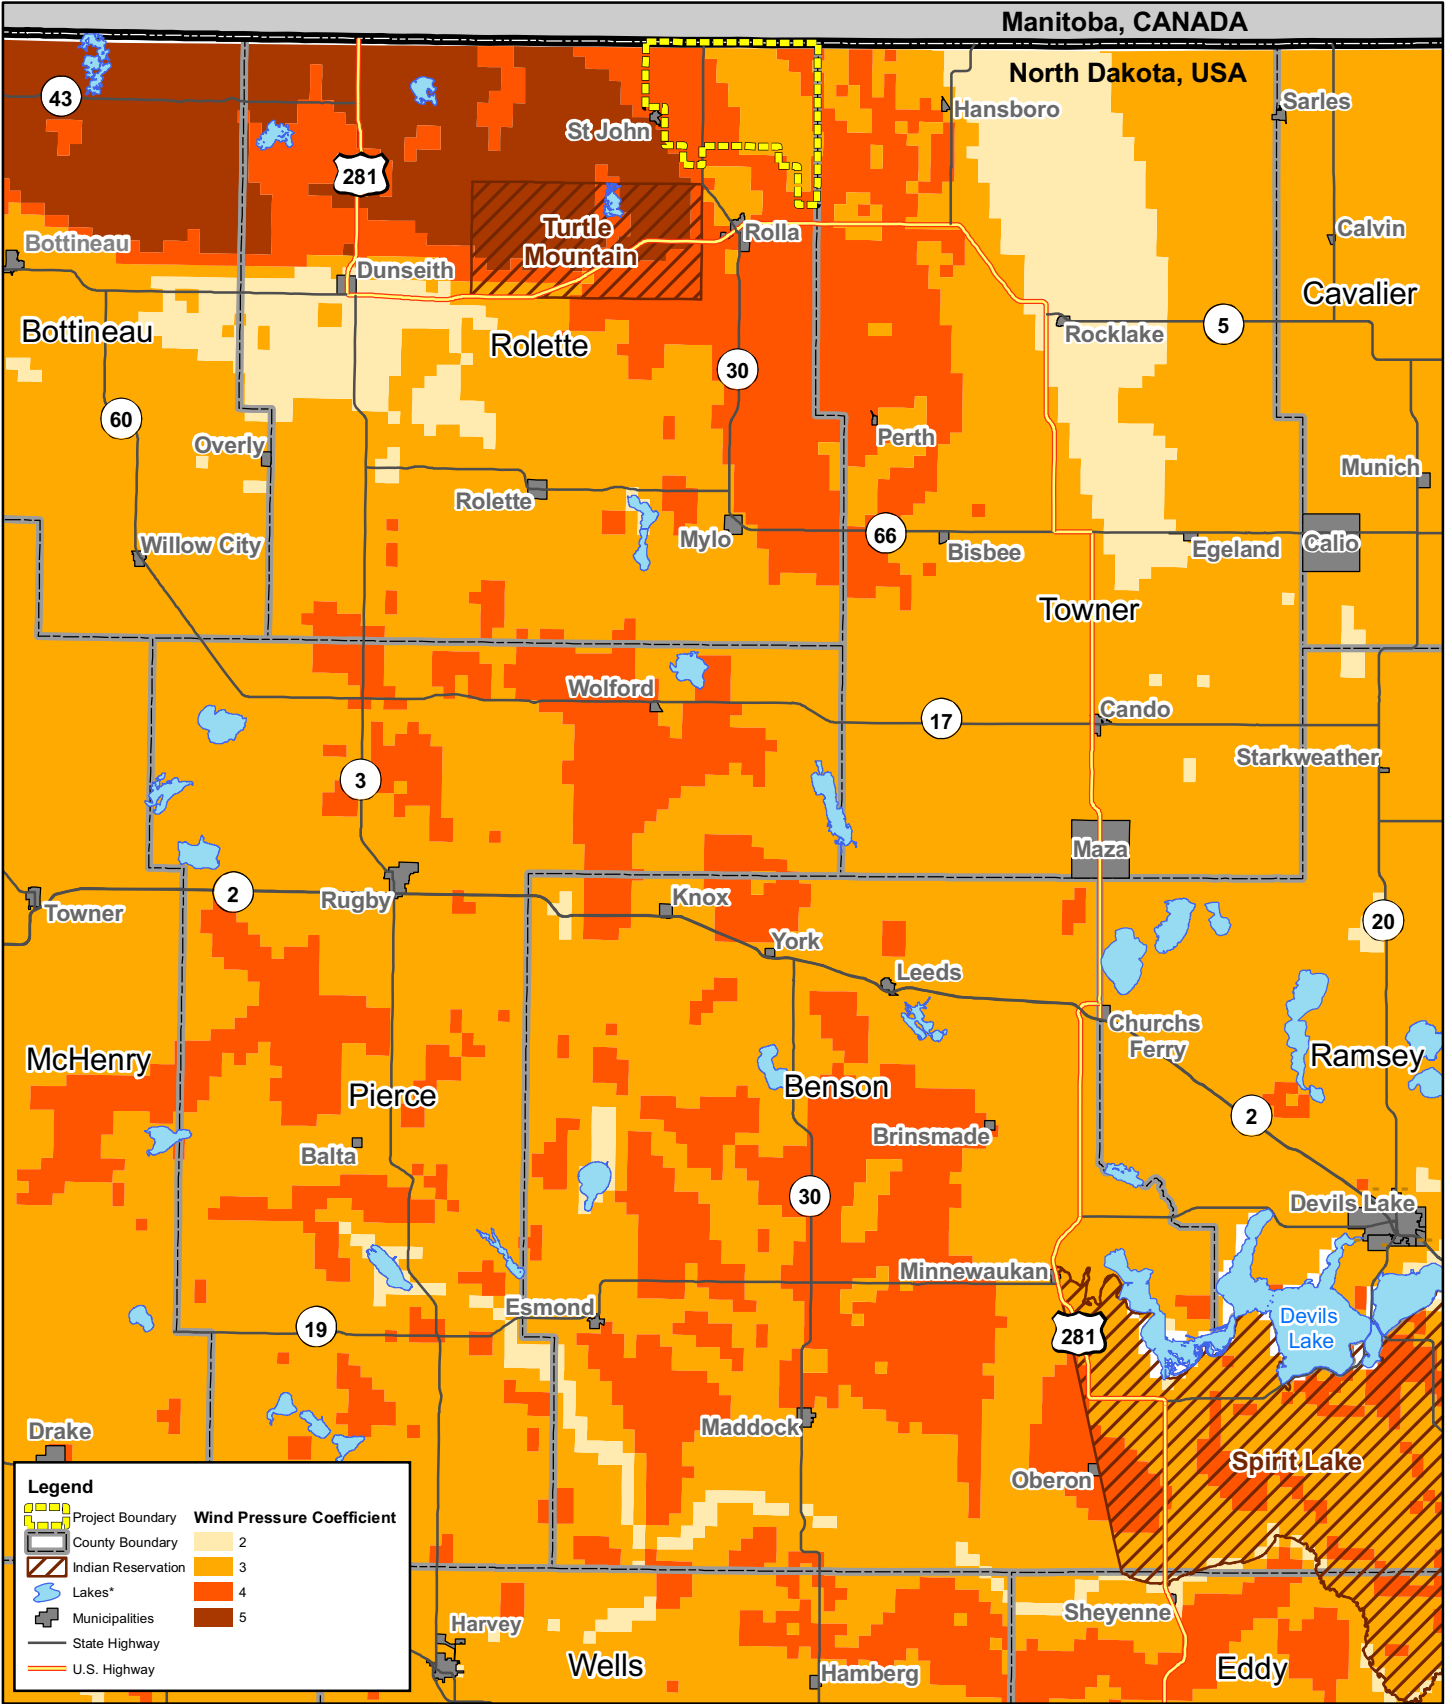 Manitoba, CANADA
North Dakota, USA
43
281
St John
Hansboro
Sarles
Bottineau
Dunseith
Turtle
Mountain
Rolla
Calvin
Cavalier
Bottineau
Rolette
Rocklake
5
30
60
Overly
Perth
Munich
Rolette
Willow City
Mylo
66
Bisbee
Egeland
Calio
Towner
Wolford
Cando
17
Starkweather
3
Maza
2
Rugby
Knox
Towner
York
20
Leeds
Churchs
Ferry
McHenry
Pierce
Benson
Ramsey
2
Brinsmade
Balta
30
Devils Lake
Minnewaukan
Esmond
19
281
Devils
Lake
Drake
Maddock
Oberon
Spirit Lake
Legend
Project Boundary
County Boundary
Indian Reservation
Lakes*
Municipalities
State Highway
U.S. Highway
Wind Pressure Coefficient
2
3
4
5
Harvey
Wells
Hamberg
Sheyenne
Eddy